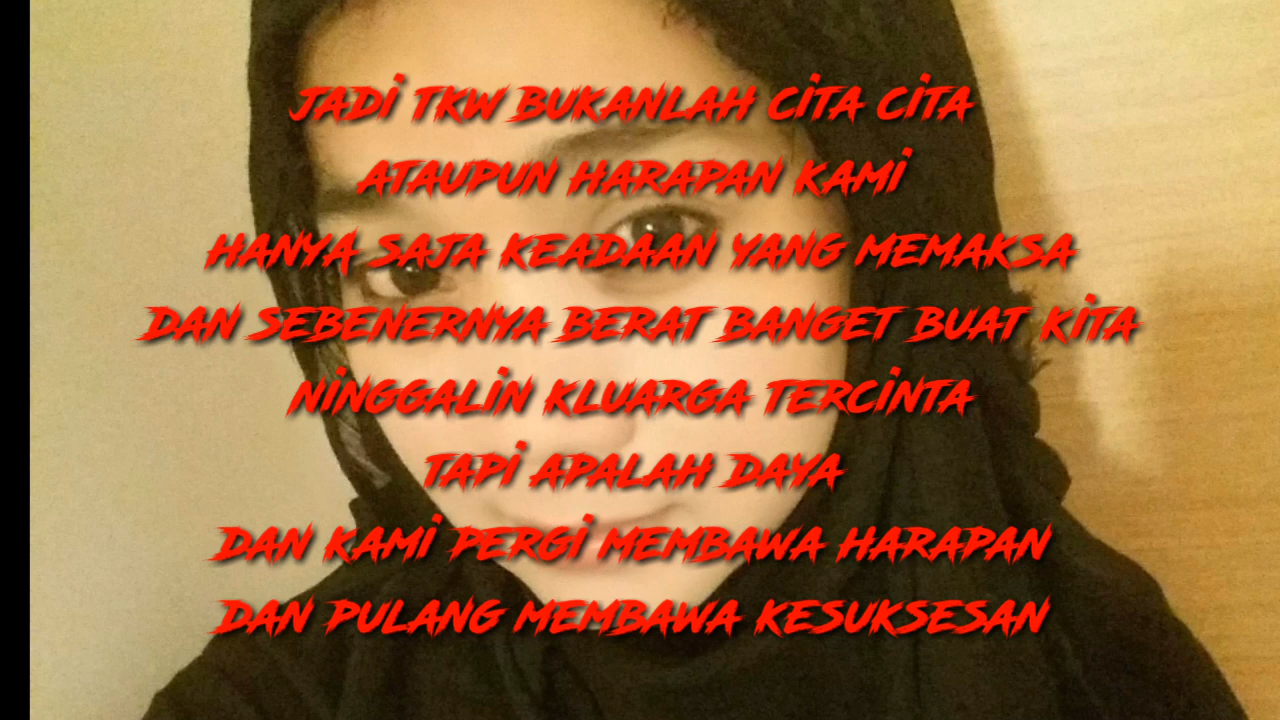 JADI TKW BUKANLAH CITA CITA
ATAUPUN HARAPAN KAMI
HANYA SAJA KEADAAN YANG MEMAKSA
DAN SEBENERNYA BERAT BANGET BUAT KITA
NINGGALIN KLUARGA TERCINTA
TAPI APALAH DAYA
DAN KAMI PERGI MEMBAWA HARAPAN
DAN PULANG MEMBAWA KESUKSESAN